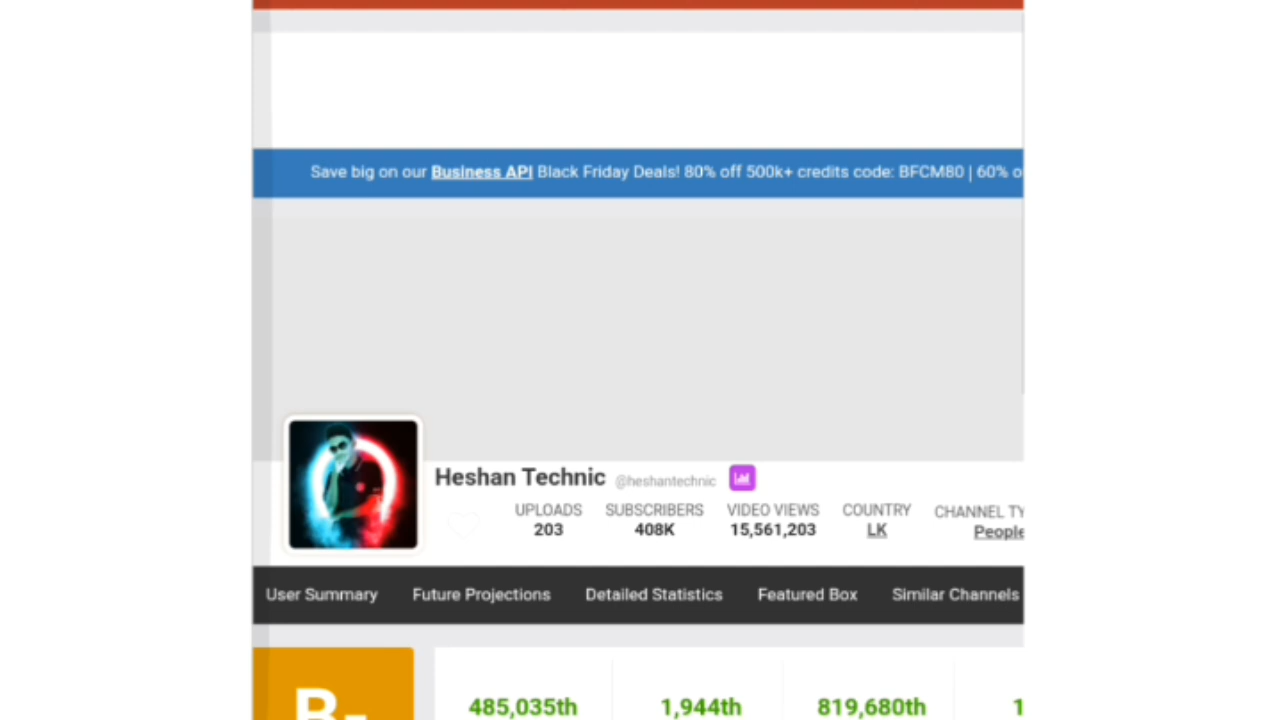 Save big on our Business API Black Friday Deals! 80% off 500k+ credits code: BFCM80 | 60% o
Heshan Technic @heshantechnic
UPLOADS SUBSCRIBERS VIDEO VIEWS COUNTRY CHANNEL TY
203 408K 15,561,203 LK People
User Summary Future Projections Detailed Statistics Featured Box Similar Channels
B- 485,035th 1,944th 819,680th 1